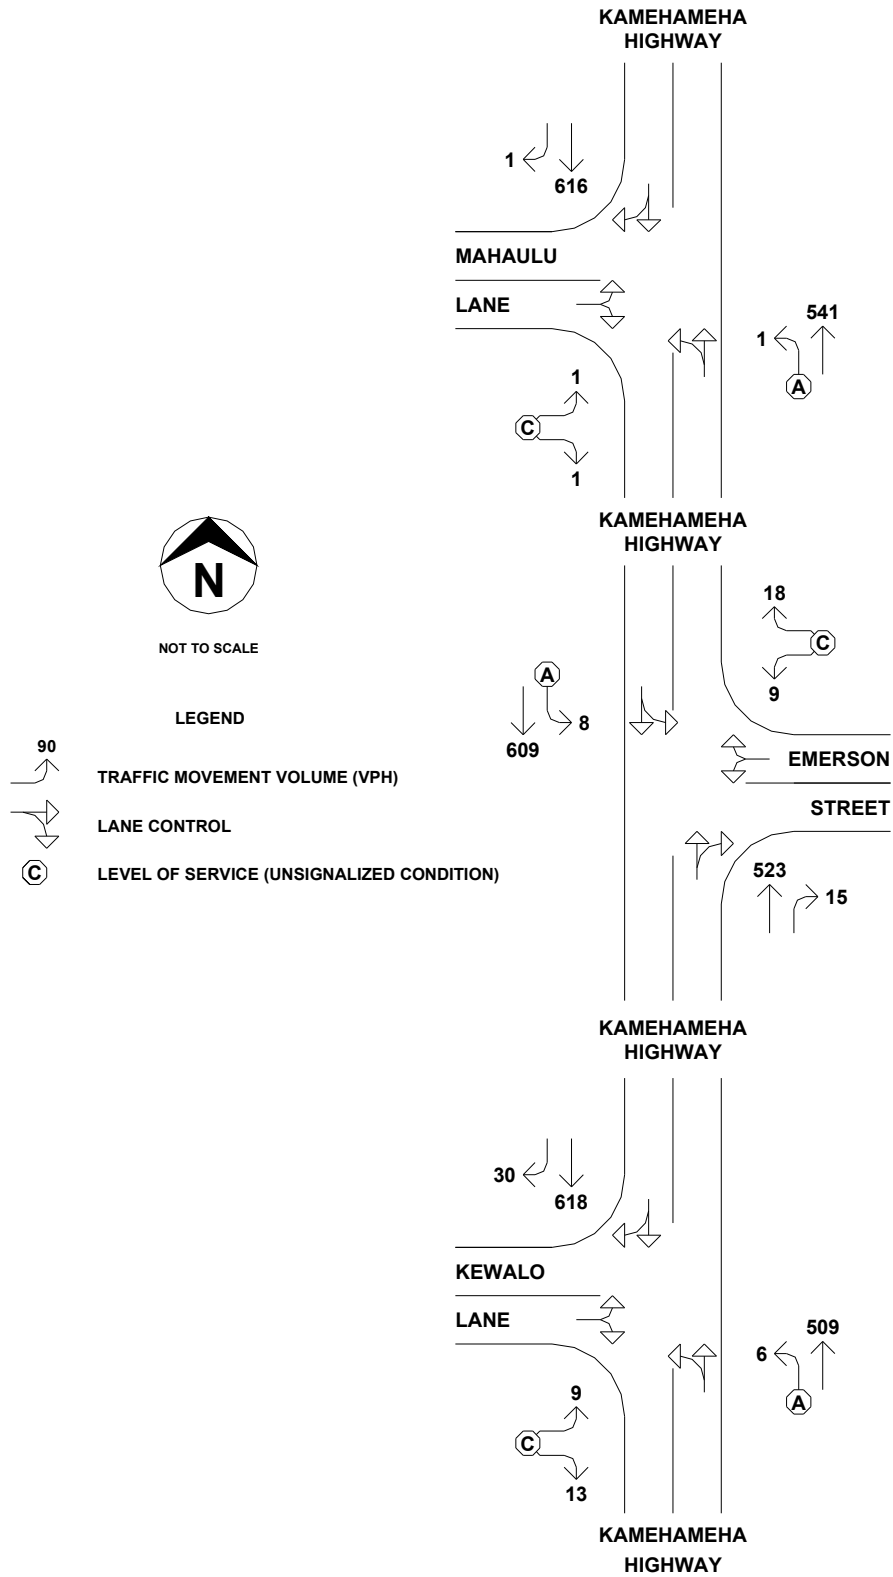 KAMEHAMEHA
HIGHWAY
1
616
MAHAULU
LANE
541
1
A
1
C
1
KAMEHAMEHA
HIGHWAY
N
NOT TO SCALE
18
C
9
A
8
609
EMERSON
STREET
523
15
LEGEND
90
TRAFFIC MOVEMENT VOLUME (VPH)
LANE CONTROL
C LEVEL OF SERVICE (UNSIGNALIZED CONDITION)
KAMEHAMEHA
HIGHWAY
30
618
KEWALO
LANE
509
6
A
9
C
13
KAMEHAMEHA
HIGHWAY